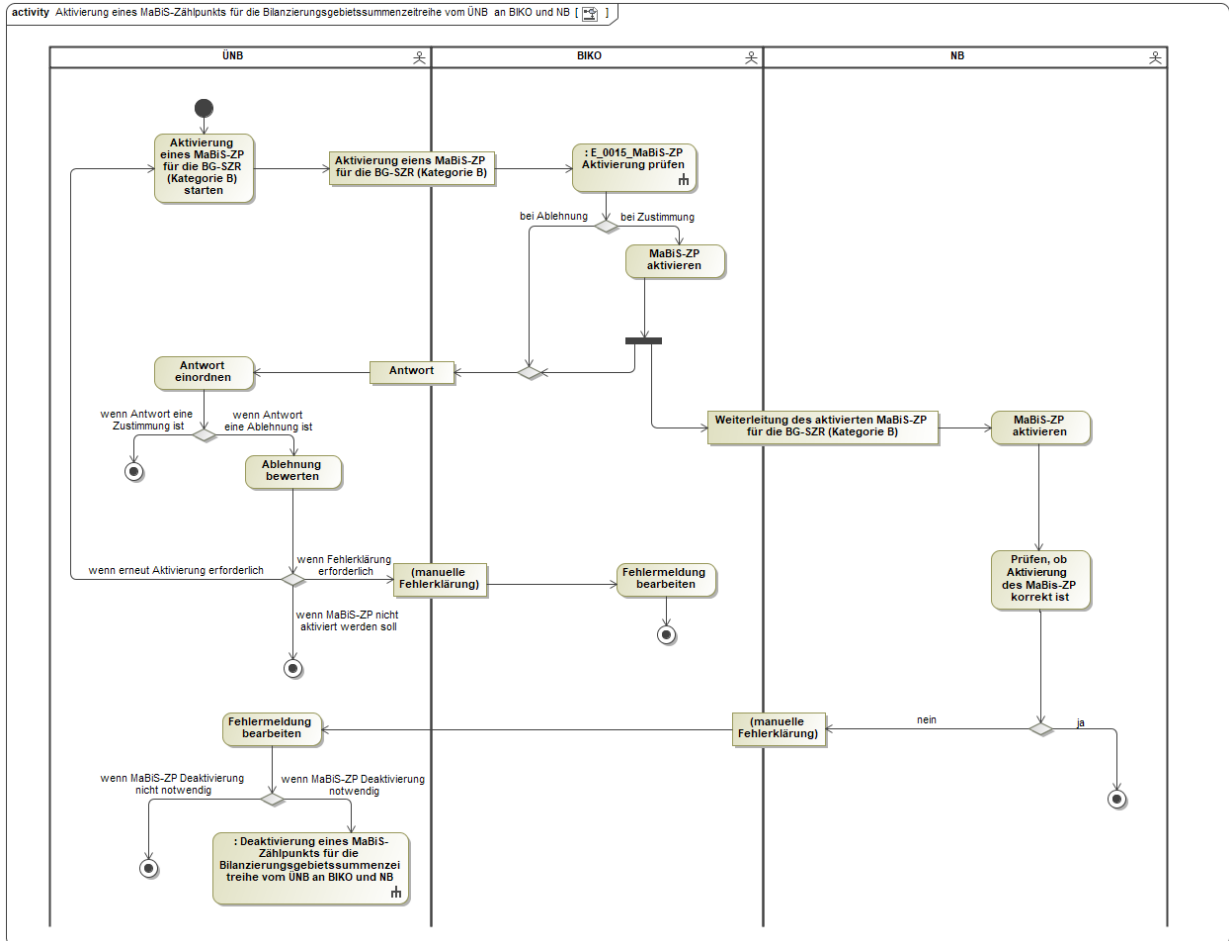 activity Aktivierung eines MaBiS-Zählpunkts für die Bilanzierungsgebietssummenzeitreihe vom ÜNB an BIKO und NB [ ]
ÜNB
BIKO
NB
Aktivierung
eines MaBiS-ZP
für die BG-SZR
(Kategorie B)
starten
Aktivierung eiens MaBiS-ZP
für die BG-SZR (Kategorie B)
: E_0015_MaBiS-ZP
Aktivierung prüfen
bei Ablehnung
bei Zustimmung
MaBiS-ZP
aktivieren
Antwort
einordnen
Antwort
wenn Antwort eine
Zustimmung ist
wenn Antwort
eine Ablehnung ist
Weiterleitung des aktivierten MaBiS-ZP
für die BG-SZR (Kategorie B)
MaBiS-ZP
aktivieren
Ablehnung
bewerten
wenn erneut Aktivierung erforderlich
wenn Fehlerklärung
erforderlich
(manuelle
Fehlerklärung)
Fehlermeldung
bearbeiten
Prüfen, ob
Aktivierung
des MaBis-ZP
korrekt ist
wenn MaBiS-ZP nicht
aktiviert werden soll
Fehlermeldung
bearbeiten
(manuelle
Fehlerklärung)
nein
ja
wenn MaBiS-ZP Deaktivierung
nicht notwendig
wenn MaBiS-ZP Deaktivierung
notwendig
: Deaktivierung eines MaBiS-
Zählpunkts für die
Bilanzierungsgebietssummenzei
treihe vom ÜNB an BIKO und NB